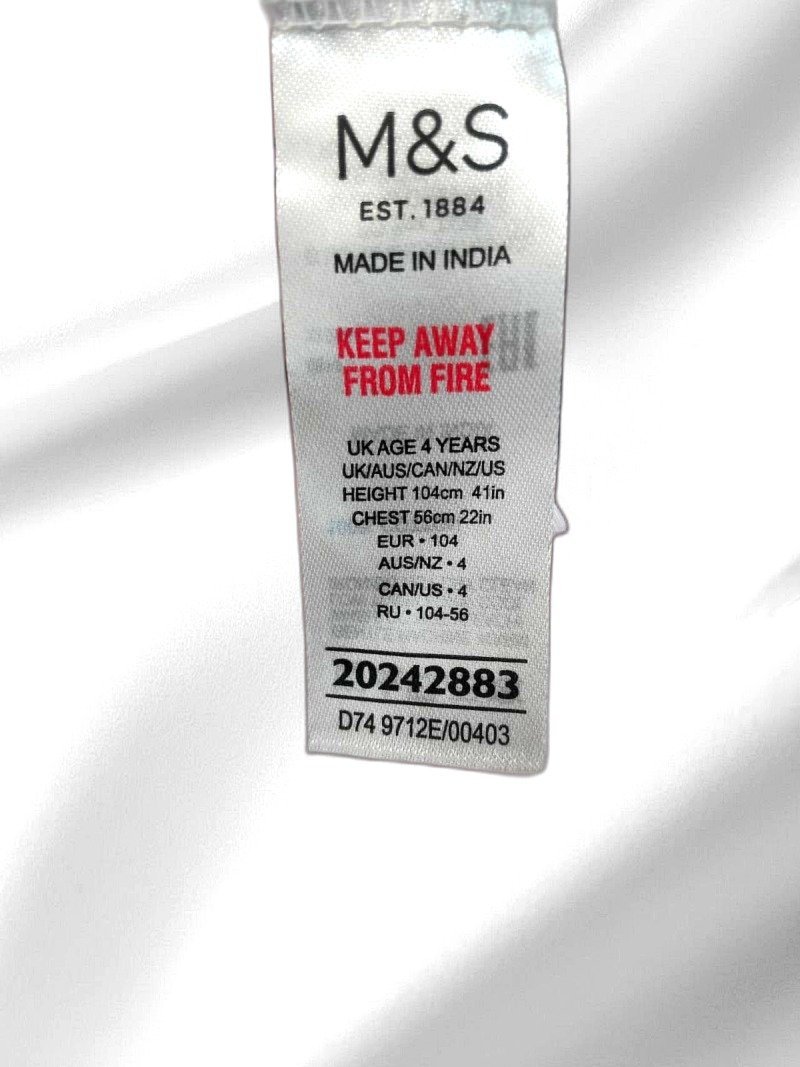 M&S
EST. 1884
MADE IN INDIA
KEEP AWAY
FROM FIRE
UK AGE 4 YEARS
UK/AUS/CAN/NZ/US
HEIGHT 104cm 41in
CHEST 56cm 22in
EUR • 104
AUS/NZ • 4
CAN/US • 4
RU • 104-56
20242883
D74 9712E/00403